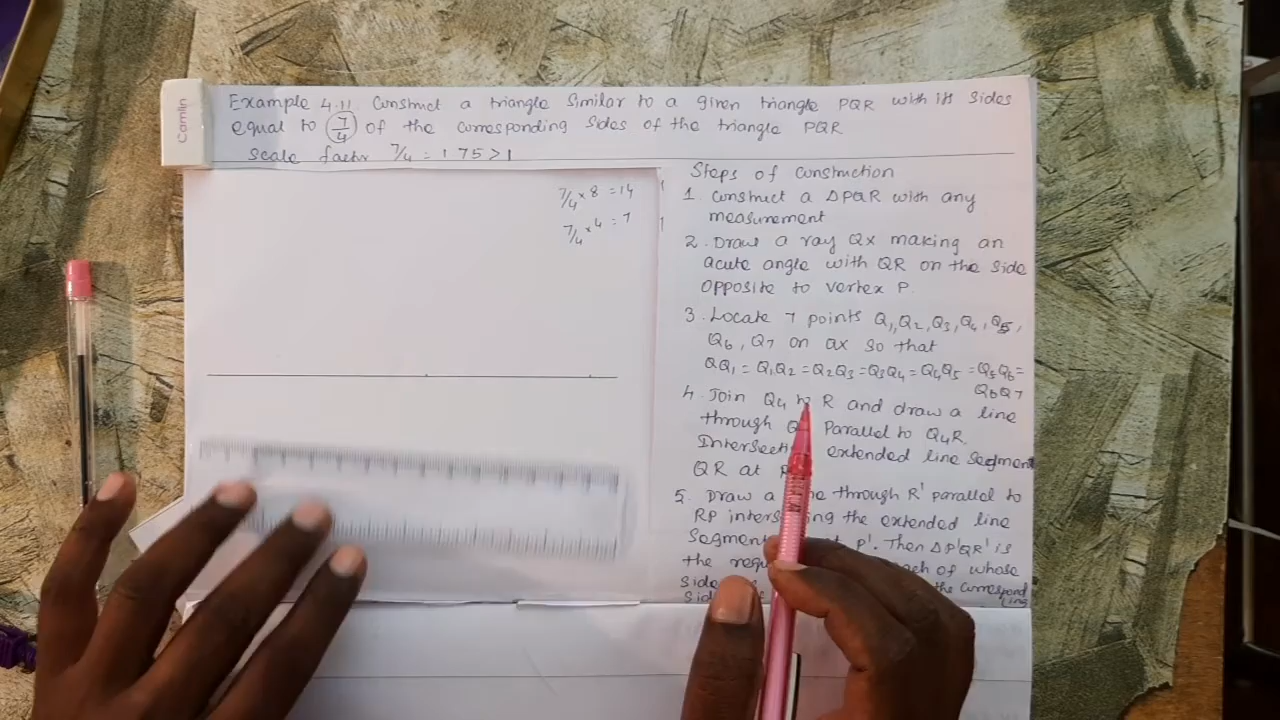 Camlin
Example 4.11. Construct a triangle similar to a given triangle PQR with its sides
equal to 7/4 of the corresponding sides of the triangle PQR
Scale factr 7/4 = 1 75 > 1
7/4 × 8 = 14
7/4 × 4 = 7
Steps of construction
1. Construct a ΔPQR with any
measurement
2. Draw a ray Qx making an
acute angle with QR on the side
opposite to vertex P.
3. Locate 7 points Q1, Q2, Q3, Q4, Q5,
Q6, Q7 on ax so that
QQ1 = Q1Q2 = Q2Q3 = Q3Q4 = Q4Q5 = Q5Q6 =
Q6Q7
4. Join Q4 to R and draw a line
through Parallel to Q4R.
extended line segment
QR at
5. Draw a through R' parallel to
RP the extended line
P'. Then ΔP'QR' is
the of whose
the correspond
ing